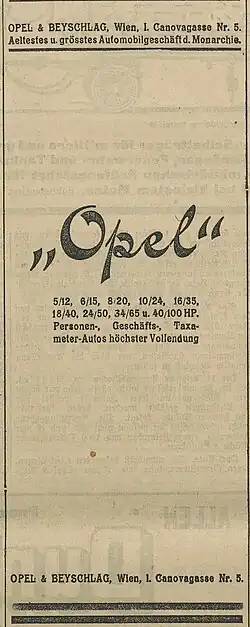 OPEL & BEYSCHLAG, Wien, I. Canovagasse Nr. 5.
Aeltestes u. grösstes Automobilgeschäft d. Monarchie.
„Opel“
5/12, 6/15, 8/20, 10/24, 16/35,
18/40, 24/50, 34/65 u. 40/100 HP.
Personen-, Geschäfts-, Taxa-
meter-Autos höchster Vollendung
OPEL & BEYSCHLAG, Wien, I. Canovagasse Nr. 5.